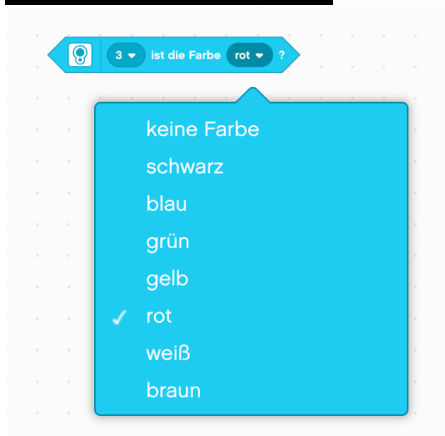 3 ist die Farbe rot ?
keine Farbe
schwarz
blau
grün
gelb
rot
weiß
braun